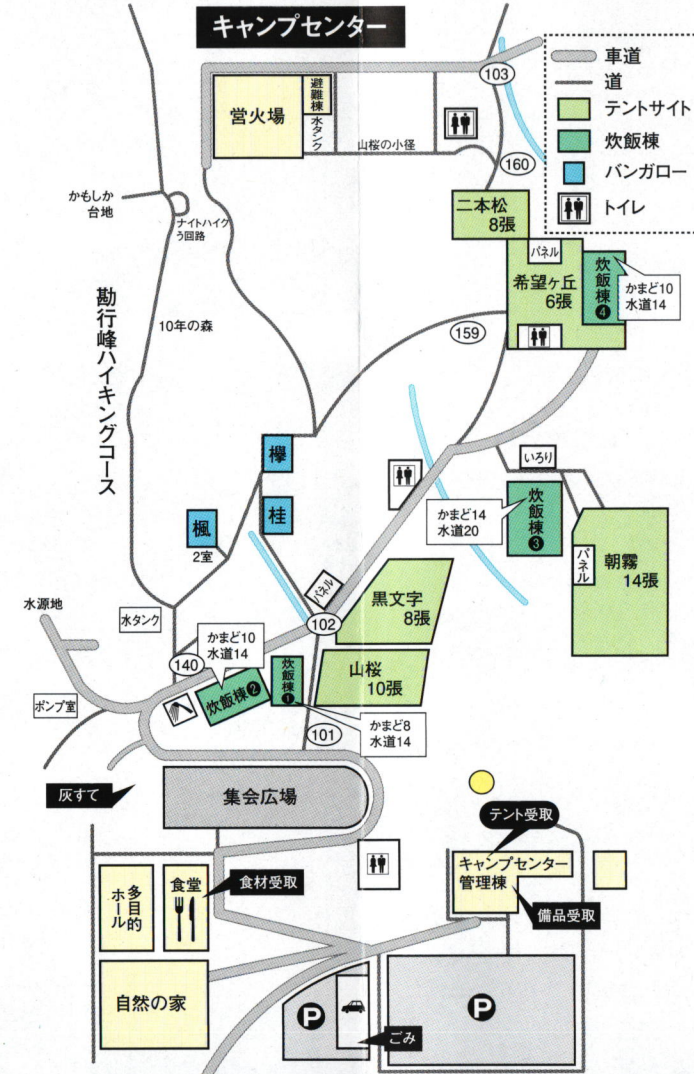 キャンプセンター
車道
道
テントサイト
炊飯棟
バンガロー
トイレ
103
営火場
避難棟
水タンク
山桜の小径
160
かもしか
台地
ナイトハイク
う回路
二本松
8張
パネル
希望ヶ丘
6張
炊飯棟❹
かまど10
水道14
勘行峰ハイキングコース
10年の森
159
欅
桂
楓
2室
いろり
かまど14
水道20
炊飯棟❸
パネル
朝霧
14張
パネル
黒文字
8張
102
水源地
水タンク
140
かまど10
水道14
炊飯棟❷
炊飯棟❶
山桜
10張
ポンプ室
101
かまど8
水道14
灰すて
集会広場
テント受取
キャンプセンター
管理棟
備品受取
多目的
ホール
食堂
食材受取
自然の家
P
ごみ
P